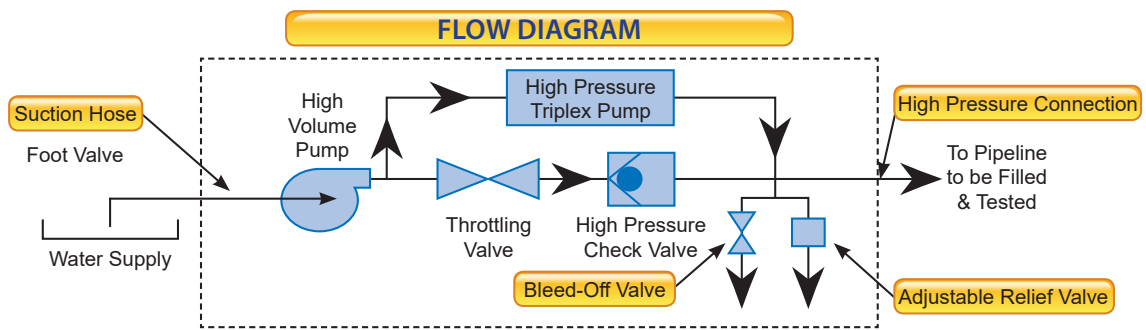 FLOW DIAGRAM
Suction Hose
Foot Valve
Water Supply
High
Volume
Pump
High Pressure
Triplex Pump
Throttling
Valve
High Pressure
Check Valve
High Pressure Connection
To Pipeline
to be Filled
& Tested
Bleed-Off Valve
Adjustable Relief Valve